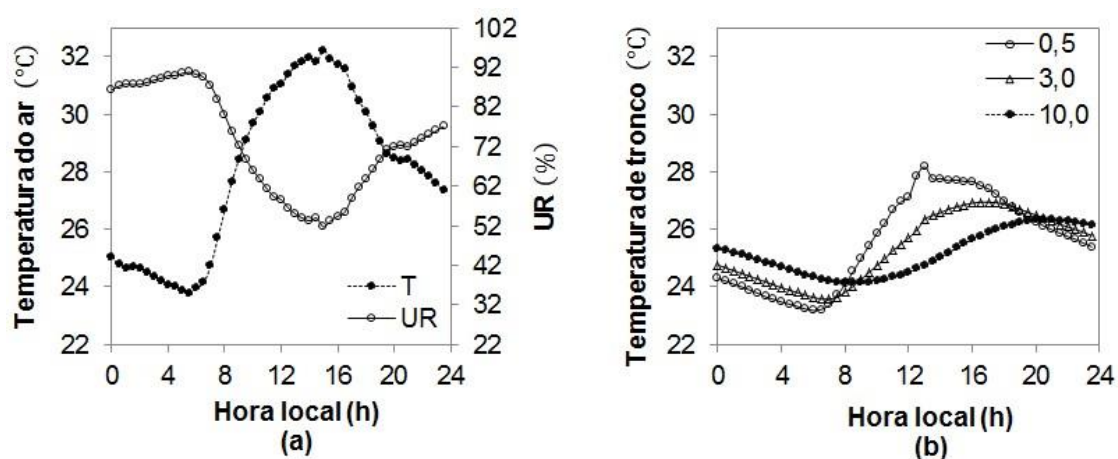 Temperatura do ar (°C)
32
30
28
26
24
22
102
92
82
72
62
52
42
32
22
UR (%)
T
UR
0 4 8 12 16 20 24
Hora local (h)
(a)
Temperatura de tronco (°C)
32
30
28
26
24
22
0,5
3,0
10,0
0 4 8 12 16 20 24
Hora local (h)
(b)